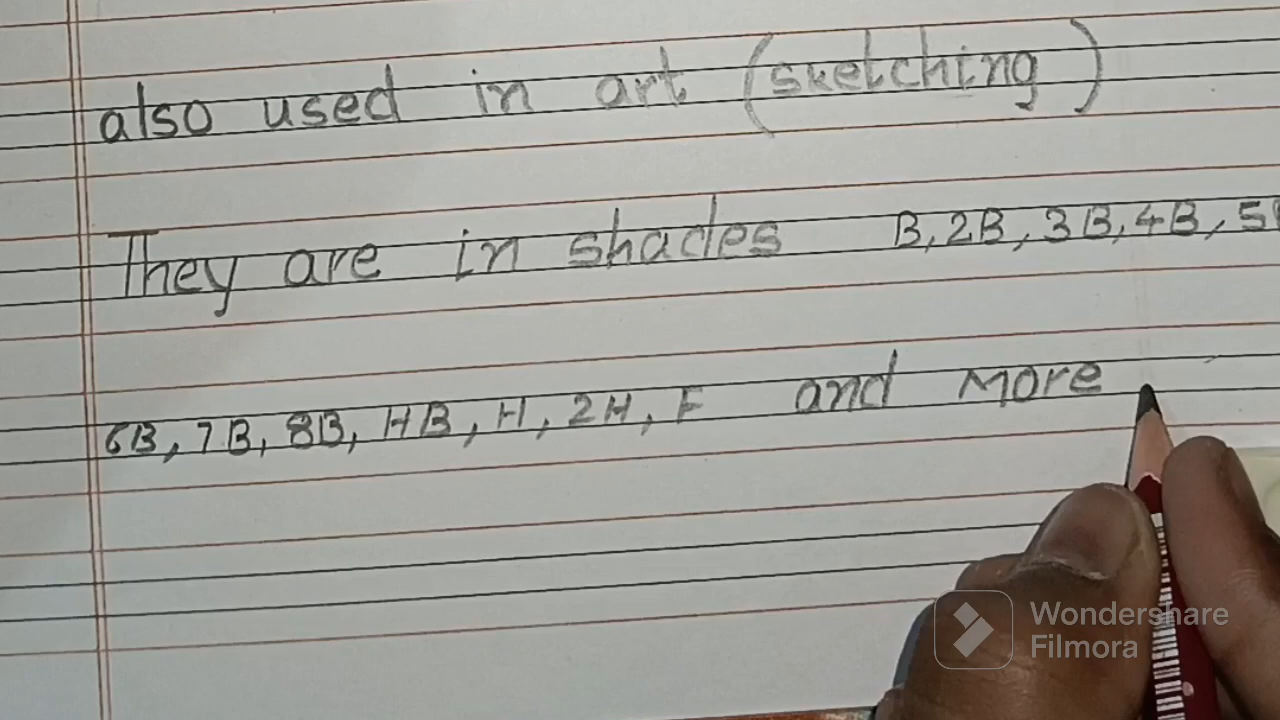 also used in art (sketching)
They are in shades B, 2B, 3B, 4B, 5
6B, 7B, 8B, HB, H, 2H, F and More
Wondershare
Filmora